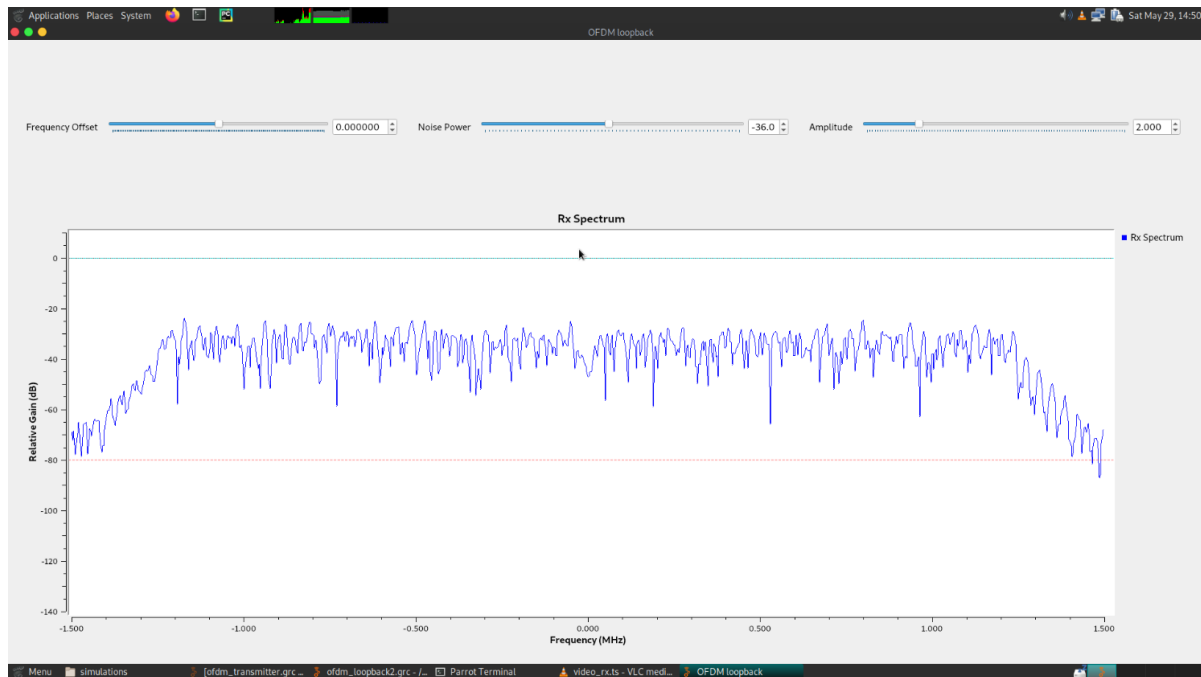 Applications Places System
Sat May 29, 14:50
OFDM loopback
Frequency Offset 0.000000 Noise Power -36.0 Amplitude 2.000
Rx Spectrum
Rx Spectrum
0
-20
-40
-60
-80
-100
-120
-140
Relative Gain (dB)
-1.500 -1.000 -0.500 0.000 0.500 1.000 1.500
Frequency (MHz)
Menu simulations [ofdm_transmitter.grc ... ofdm_loopback2.grc - /... Parrot Terminal video_rx.ts - VLC medi... OFDM loopback